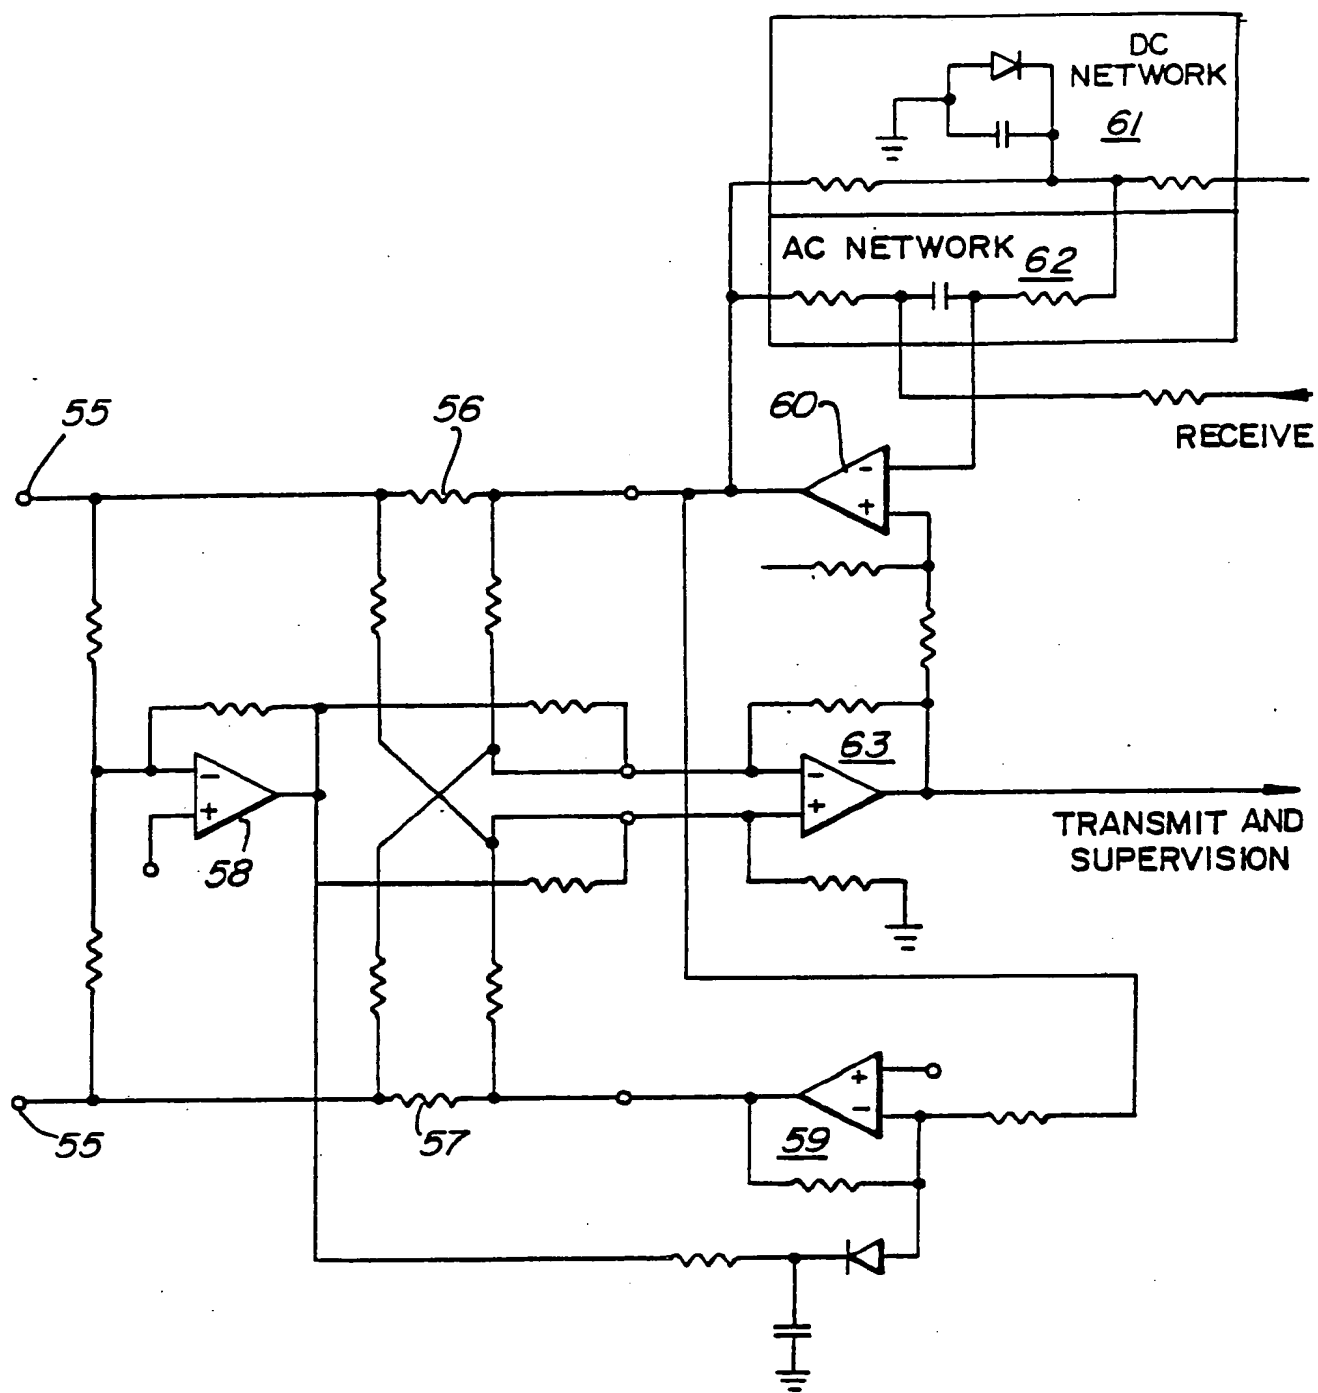 DC
NETWORK
61
AC NETWORK 62
RECEIVE
55
56
60
-
+
63
-
+
-
+
58
TRANSMIT AND
SUPERVISION
+
-
59
55
57